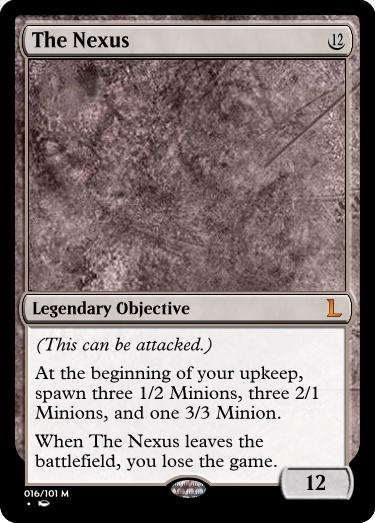 The Nexus
12
Legendary Objective
L
(This can be attacked.)
At the beginning of your upkeep,
spawn three 1/2 Minions, three 2/1
Minions, and one 3/3 Minion.
When The Nexus leaves the
battlefield, you lose the game.
12
016/101 M